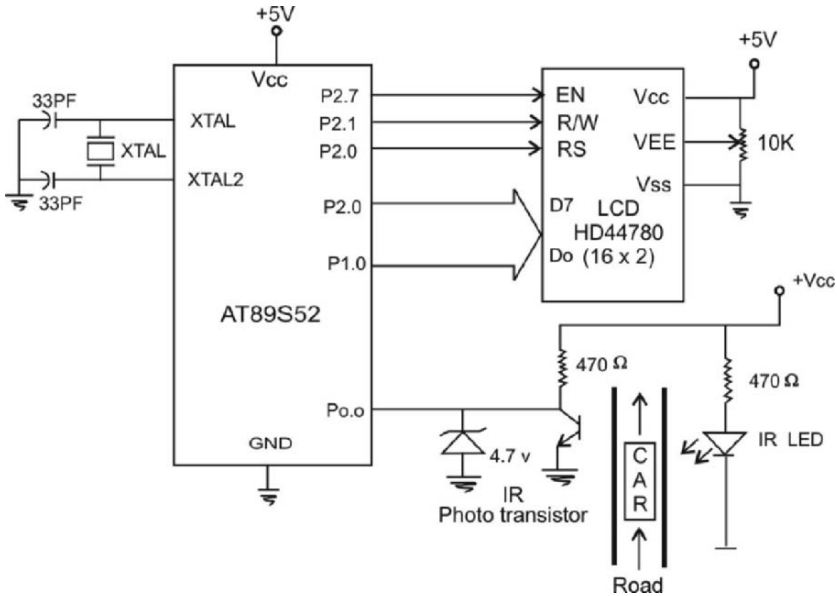 +5V
Vcc
33PF
XTAL
XTAL
XTAL2
33PF
P2.7
P2.1
P2.0
P2.0
P1.0
AT89S52
Po.o
GND
EN
R/W
RS
D7
Do
LCD
HD44780
(16 x 2)
Vcc
VEE
Vss
+5V
10K
+Vcc
470 Ω
470 Ω
4.7 v
IR
Photo transistor
CAR
IR LED
Road